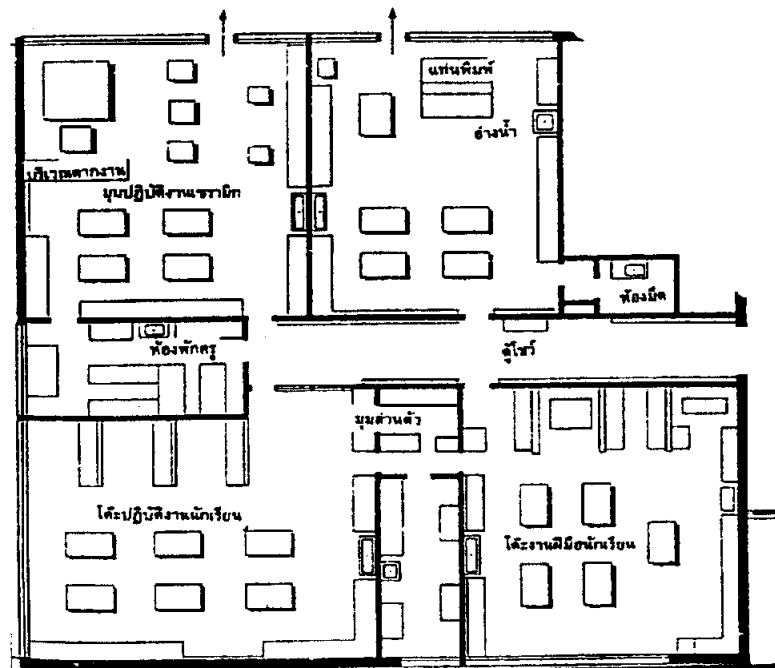 แท่นพิมพ์
อ่างน้ำ
บริเวณตากงาน
มุมปฏิบัติงานเซรามิก
ห้องมืด
ห้องพักครู
ตู้โชว์
มุมส่วนตัว
โต๊ะปฏิบัติงานนักเรียน
โต๊ะงานฝีมือนักเรียน